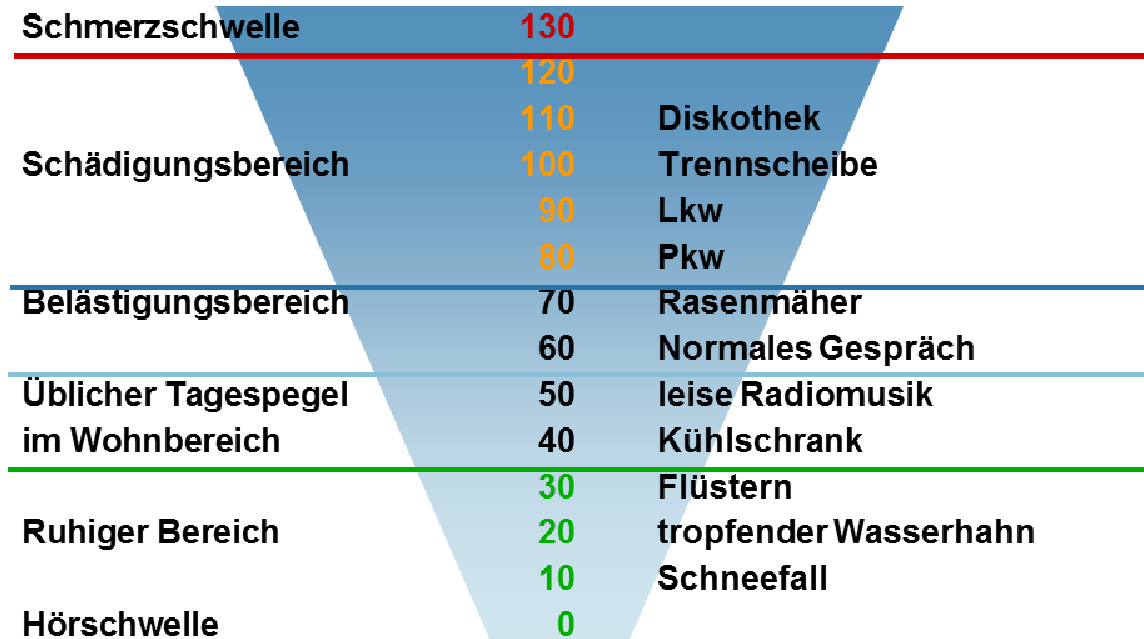 Schmerzschwelle 130
120
110 Diskothek
Schädigungsbereich 100 Trennscheibe
90 Lkw
80 Pkw
Belästigungsbereich 70 Rasenmäher
60 Normales Gespräch
Üblicher Tagespegel 50 leise Radiomusik
im Wohnbereich 40 Kühlschrank
30 Flüstern
Ruhiger Bereich 20 tropfender Wasserhahn
10 Schneefall
Hörschwelle 0